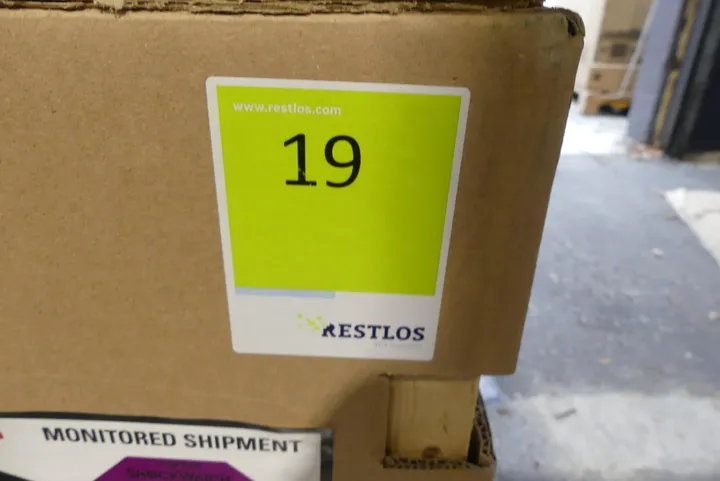 www.restlos.com
19
RESTLOS
MONITORED SHIPMENT